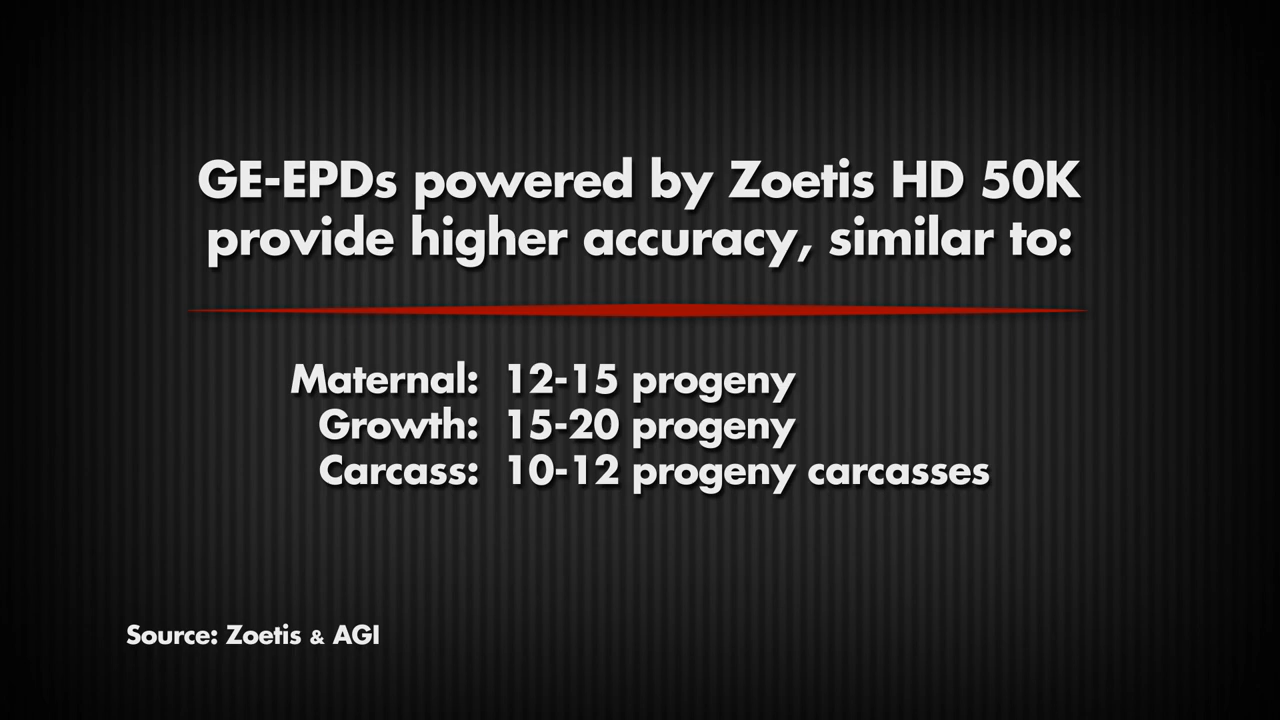 GE-EPDs powered by Zoetis HD 50K
provide higher accuracy, similar to:
Maternal: 12-15 progeny
Growth: 15-20 progeny
Carcass: 10-12 progeny carcasses
Source: Zoetis & AGI